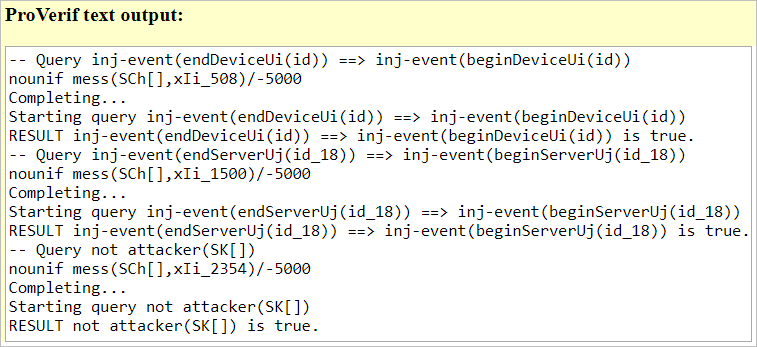 ProVerif text output:
-- Query inj-event(endDeviceUi(id)) ==> inj-event(beginDeviceUi(id))
nounif mess(SCh[],xIi_508)/-5000
Completing...
Starting query inj-event(endDeviceUi(id)) ==> inj-event(beginDeviceUi(id))
RESULT inj-event(endDeviceUi(id)) ==> inj-event(beginDeviceUi(id)) is true.
-- Query inj-event(endServerUj(id_18)) ==> inj-event(beginServerUj(id_18))
nounif mess(SCh[],xIi_1500)/-5000
Completing...
Starting query inj-event(endServerUj(id_18)) ==> inj-event(beginServerUj(id_18))
RESULT inj-event(endServerUj(id_18)) ==> inj-event(beginServerUj(id_18)) is true.
-- Query not attacker(SK[])
nounif mess(SCh[],xIi_2354)/-5000
Completing...
Starting query not attacker(SK[])
RESULT not attacker(SK[]) is true.